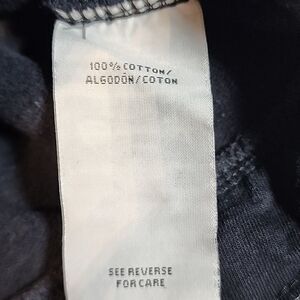 100% COTTON/
ALGODÓN/COTON
SEE REVERSE
FOR CARE